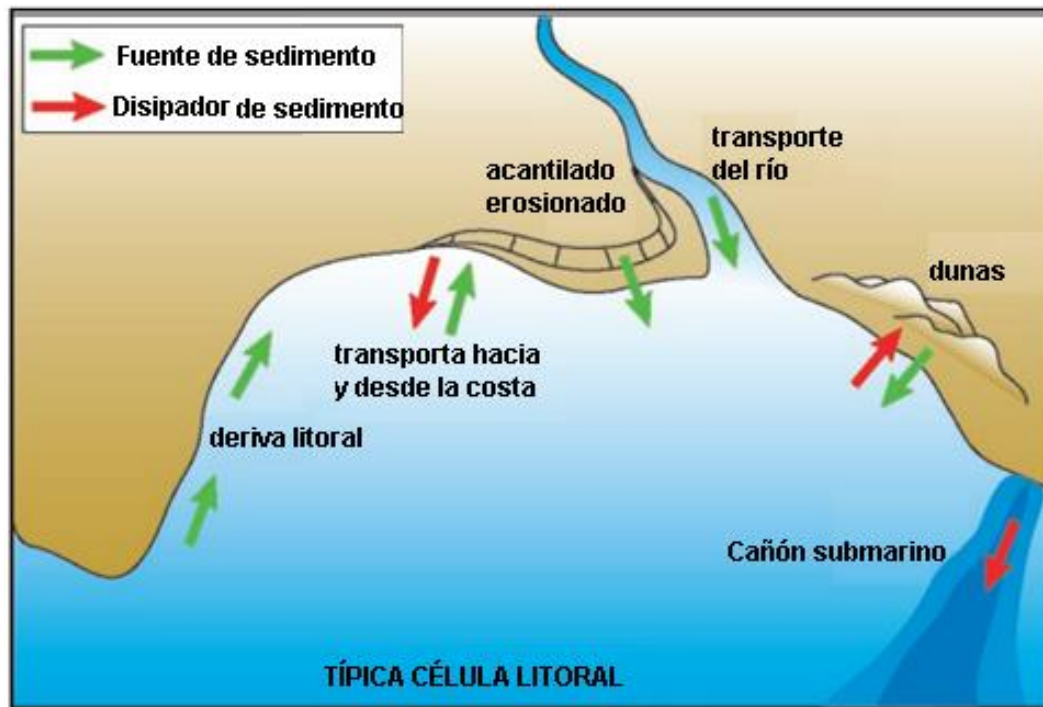 Fuente de sedimento
Disipador de sedimento
transporte
del río
acantilado
erosionado
dunas
transporta hacia
y desde la costa
deriva litoral
Cañón submarino
TÍPICA CÉLULA LITORAL